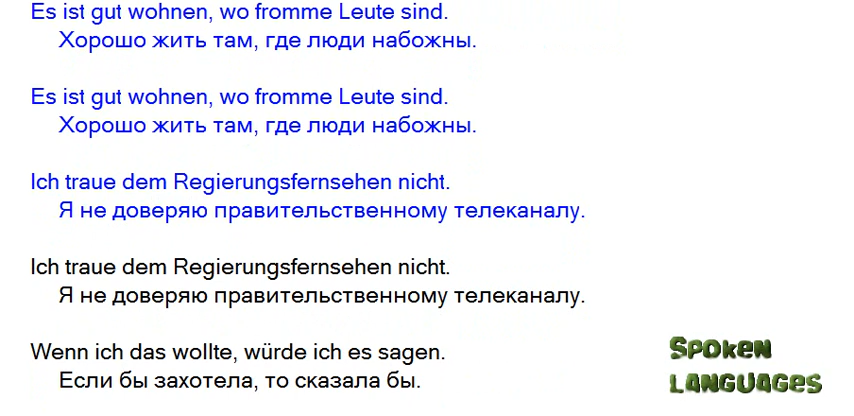 Es ist gut wohnen, wo fromme Leute sind.
Хорошо жить там, где люди набожны.
Es ist gut wohnen, wo fromme Leute sind.
Хорошо жить там, где люди набожны.
Ich traue dem Regierungsfernsehen nicht.
Я не доверяю правительственному телеканалу.
Ich traue dem Regierungsfernsehen nicht.
Я не доверяю правительственному телеканалу.
Wenn ich das wollte, würde ich es sagen.
Если бы захотела, то сказала бы.
Spoken
Languages